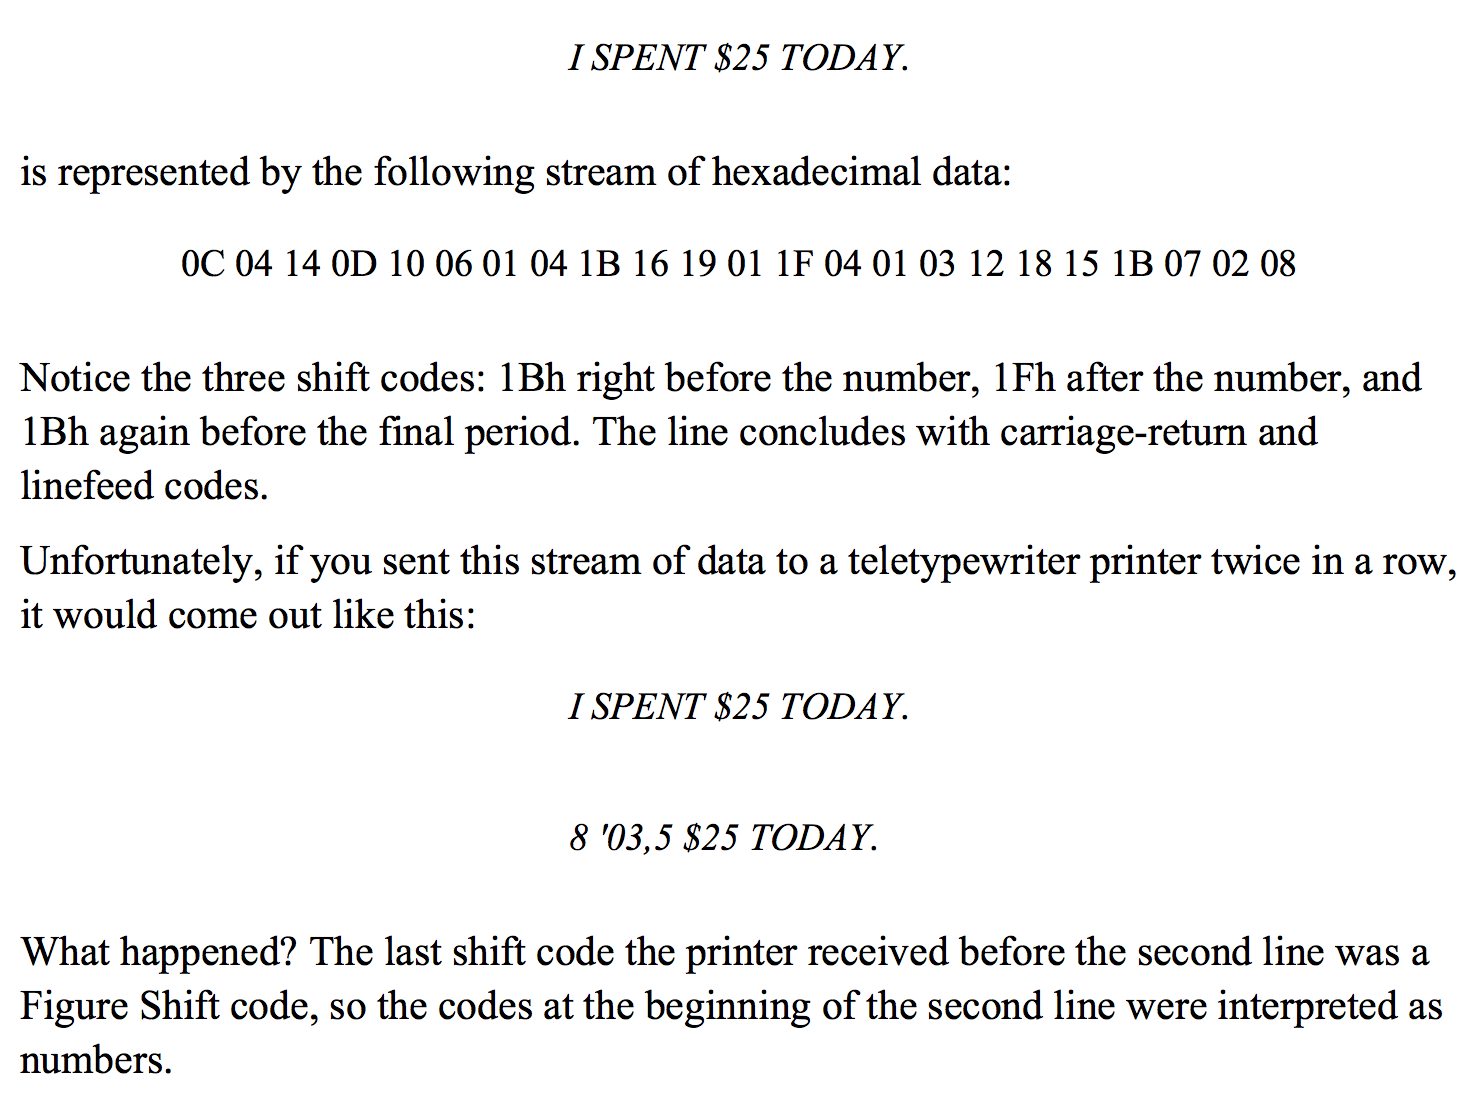 I SPENT $25 TODAY.
is represented by the following stream of hexadecimal data:
0C 04 14 0D 10 06 01 04 1B 16 19 01 1F 04 01 03 12 18 15 1B 07 02 08
Notice the three shift codes: 1Bh right before the number, 1Fh after the number, and
1Bh again before the final period. The line concludes with carriage-return and
linefeed codes.
Unfortunately, if you sent this stream of data to a teletypewriter printer twice in a row,
it would come out like this:
I SPENT $25 TODAY.
8 '03,5 $25 TODAY.
What happened? The last shift code the printer received before the second line was a
Figure Shift code, so the codes at the beginning of the second line were interpreted as
numbers.